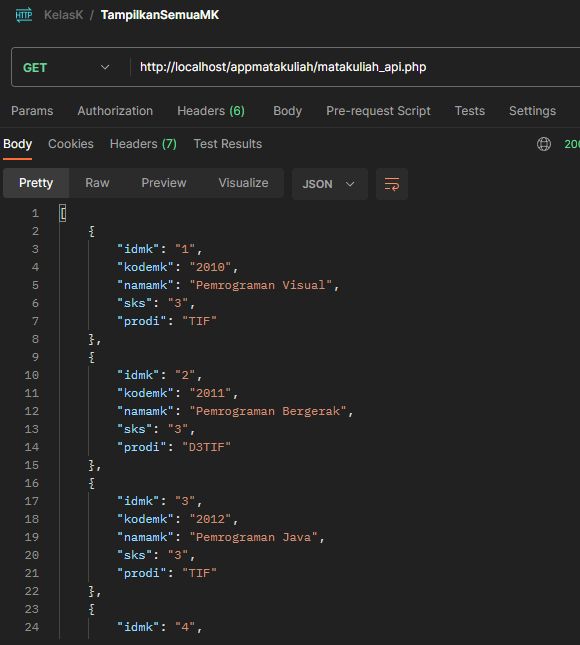 HTTP KelasK / TampilkanSemuaMK
GET http://localhost/appmatakuliah/matakuliah_api.php
Params Authorization Headers (6) Body Pre-request Script Tests Settings
Body Cookies Headers (7) Test Results 200
Pretty Raw Preview Visualize JSON
1 [
2 {
3 "idmk": "1",
4 "kodemk": "2010",
5 "namamk": "Pemrograman Visual",
6 "sks": "3",
7 "prodi": "TIF"
8 },
9 {
10 "idmk": "2",
11 "kodemk": "2011",
12 "namamk": "Pemrograman Bergerak",
13 "sks": "3",
14 "prodi": "D3TIF"
15 },
16 {
17 "idmk": "3",
18 "kodemk": "2012",
19 "namamk": "Pemrograman Java",
20 "sks": "3",
21 "prodi": "TIF"
22 },
23 {
24 "idmk": "4",